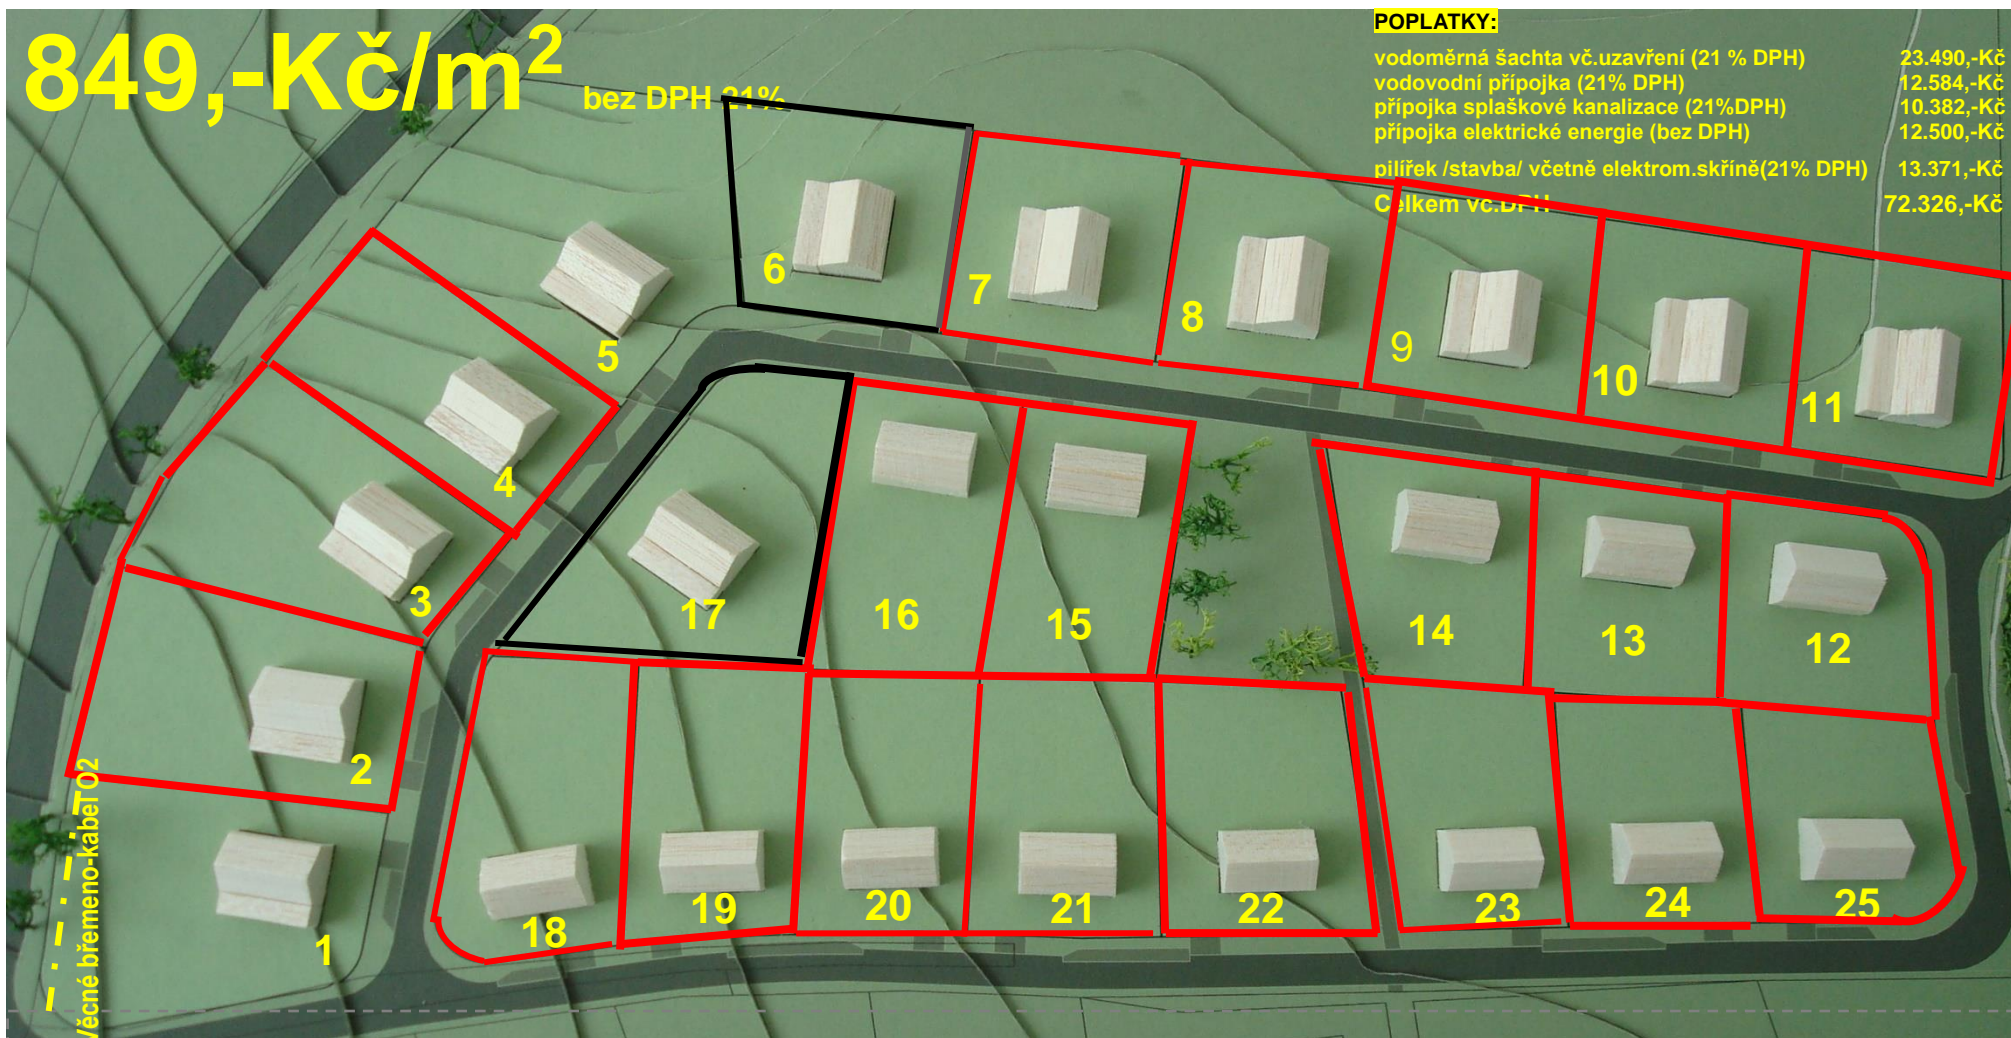 849,-Kč/m2
bez DPH 21%
POPLATKY:
vodoměrná šachta vč.uzavření (21 % DPH) 23.490,-Kč
vodovodní přípojka (21% DPH) 12.584,-Kč
přípojka splaškové kanalizace (21%DPH) 10.382,-Kč
přípojka elektrické energie (bez DPH) 12.500,-Kč
pilířek /stavba/ včetně elektrom.skříně(21% DPH) 13.371,-Kč
Celkem vč.DPH 72.326,-Kč
6
7
8
5
9
10
11
4
3
17
16
15
14
13
12
2
1
18
19
20
21
22
23
24
25
Věcné břemeno-kabel O2